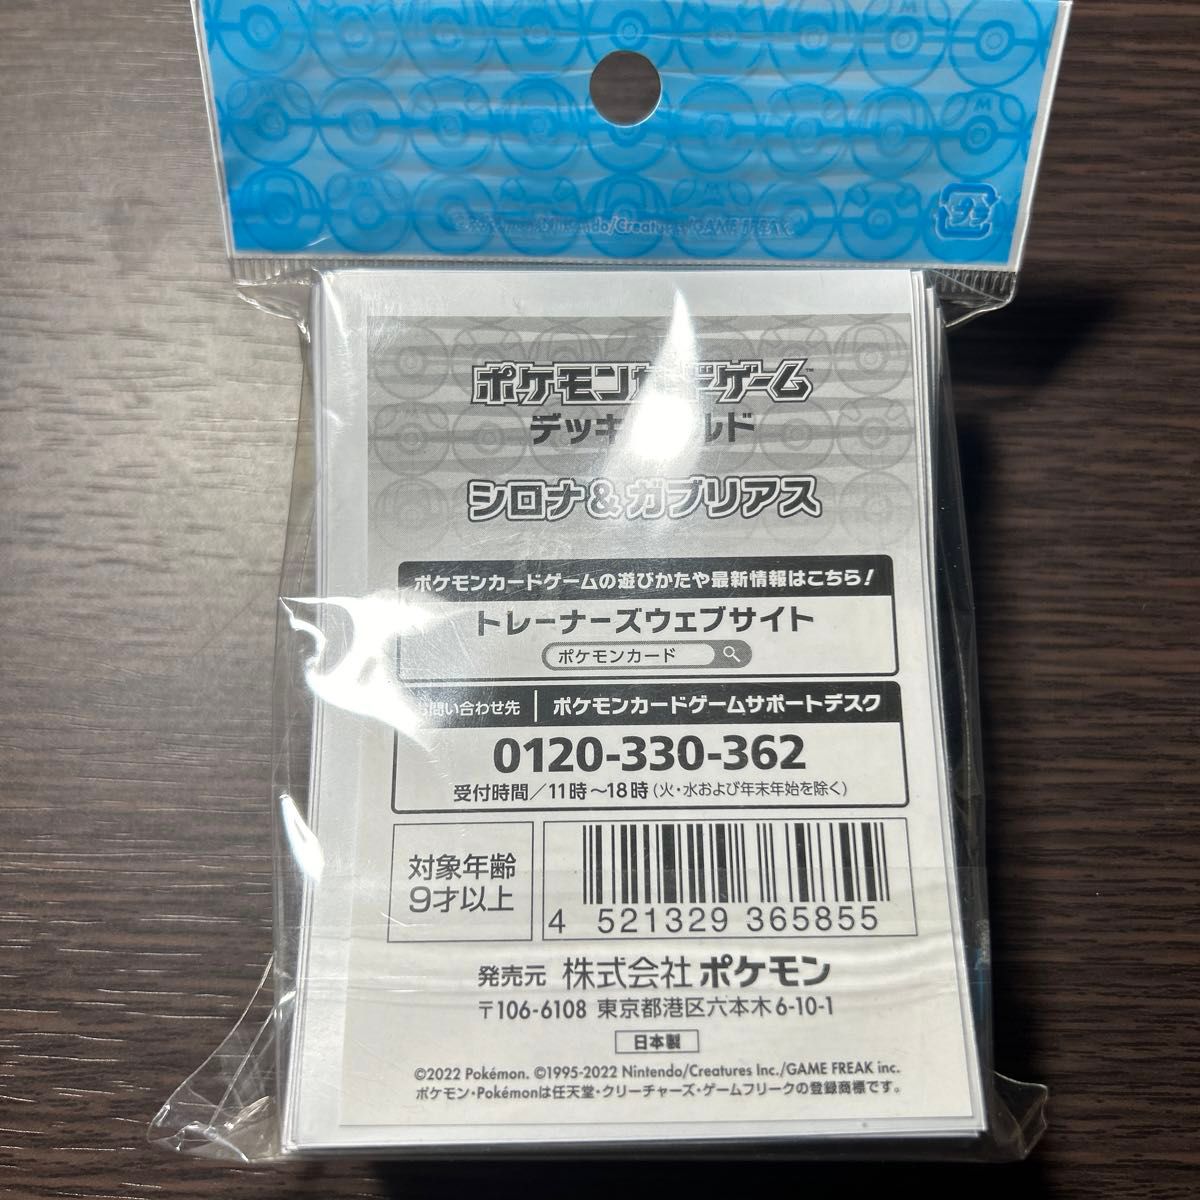 ©Pokémon/Nintendo/Creatures/GAME FREAK.
ポケモンカードゲーム™
デッキシールド
シロナ&ガブリアス
ポケモンカードゲームの遊びかたや最新情報はこちら!
トレーナーズウェブサイト
ポケモンカード
お問い合わせ先 ポケモンカードゲームサポートデスク
0120-330-362
受付時間/11時~18時(火・水および年末年始を除く)
対象年齢
9才以上
4 521329 365855
発売元 株式会社ポケモン
〒106-6108 東京都港区六本木6-10-1
日本製
©2022 Pokémon. ©1995-2022 Nintendo/Creatures Inc./GAME FREAK inc.
ポケモン・Pokémonは任天堂・クリーチャーズ・ゲームフリークの登録商標です。